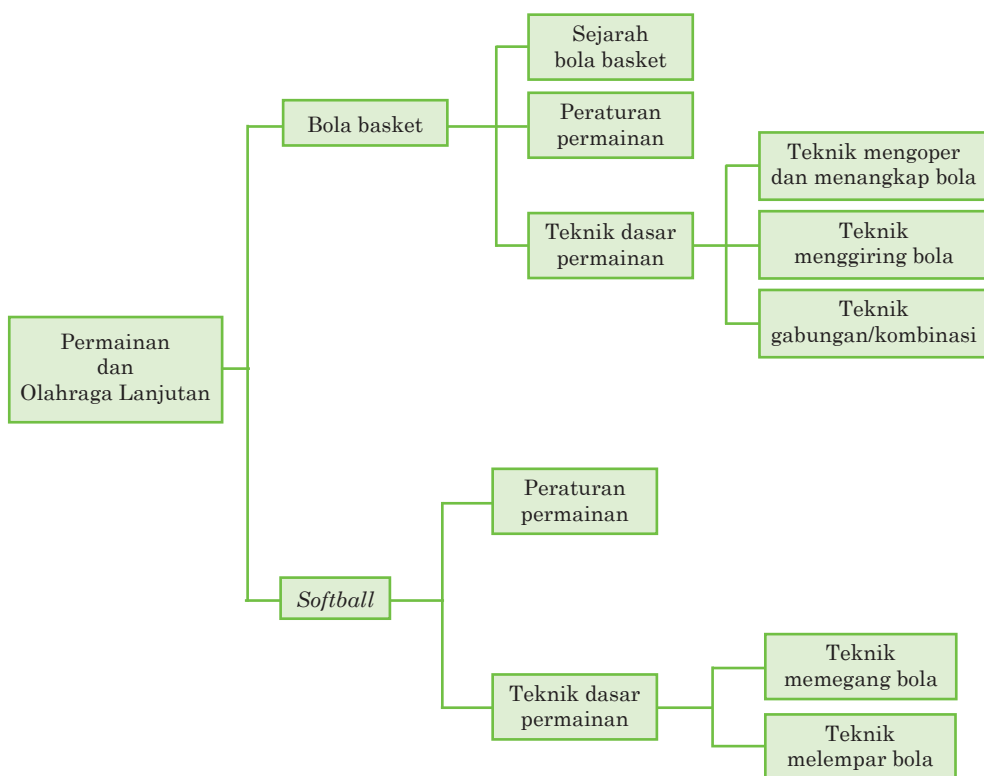 Sejarah
bola basket
Bola basket
Peraturan
permainan
Teknik mengoper
dan menangkap bola
Teknik dasar
permainan
Teknik
menggiring bola
Teknik
gabungan/kombinasi
Permainan
dan
Olahraga Lanjutan
Peraturan
permainan
Softball
Teknik dasar
permainan
Teknik
memegang bola
Teknik
melempar bola